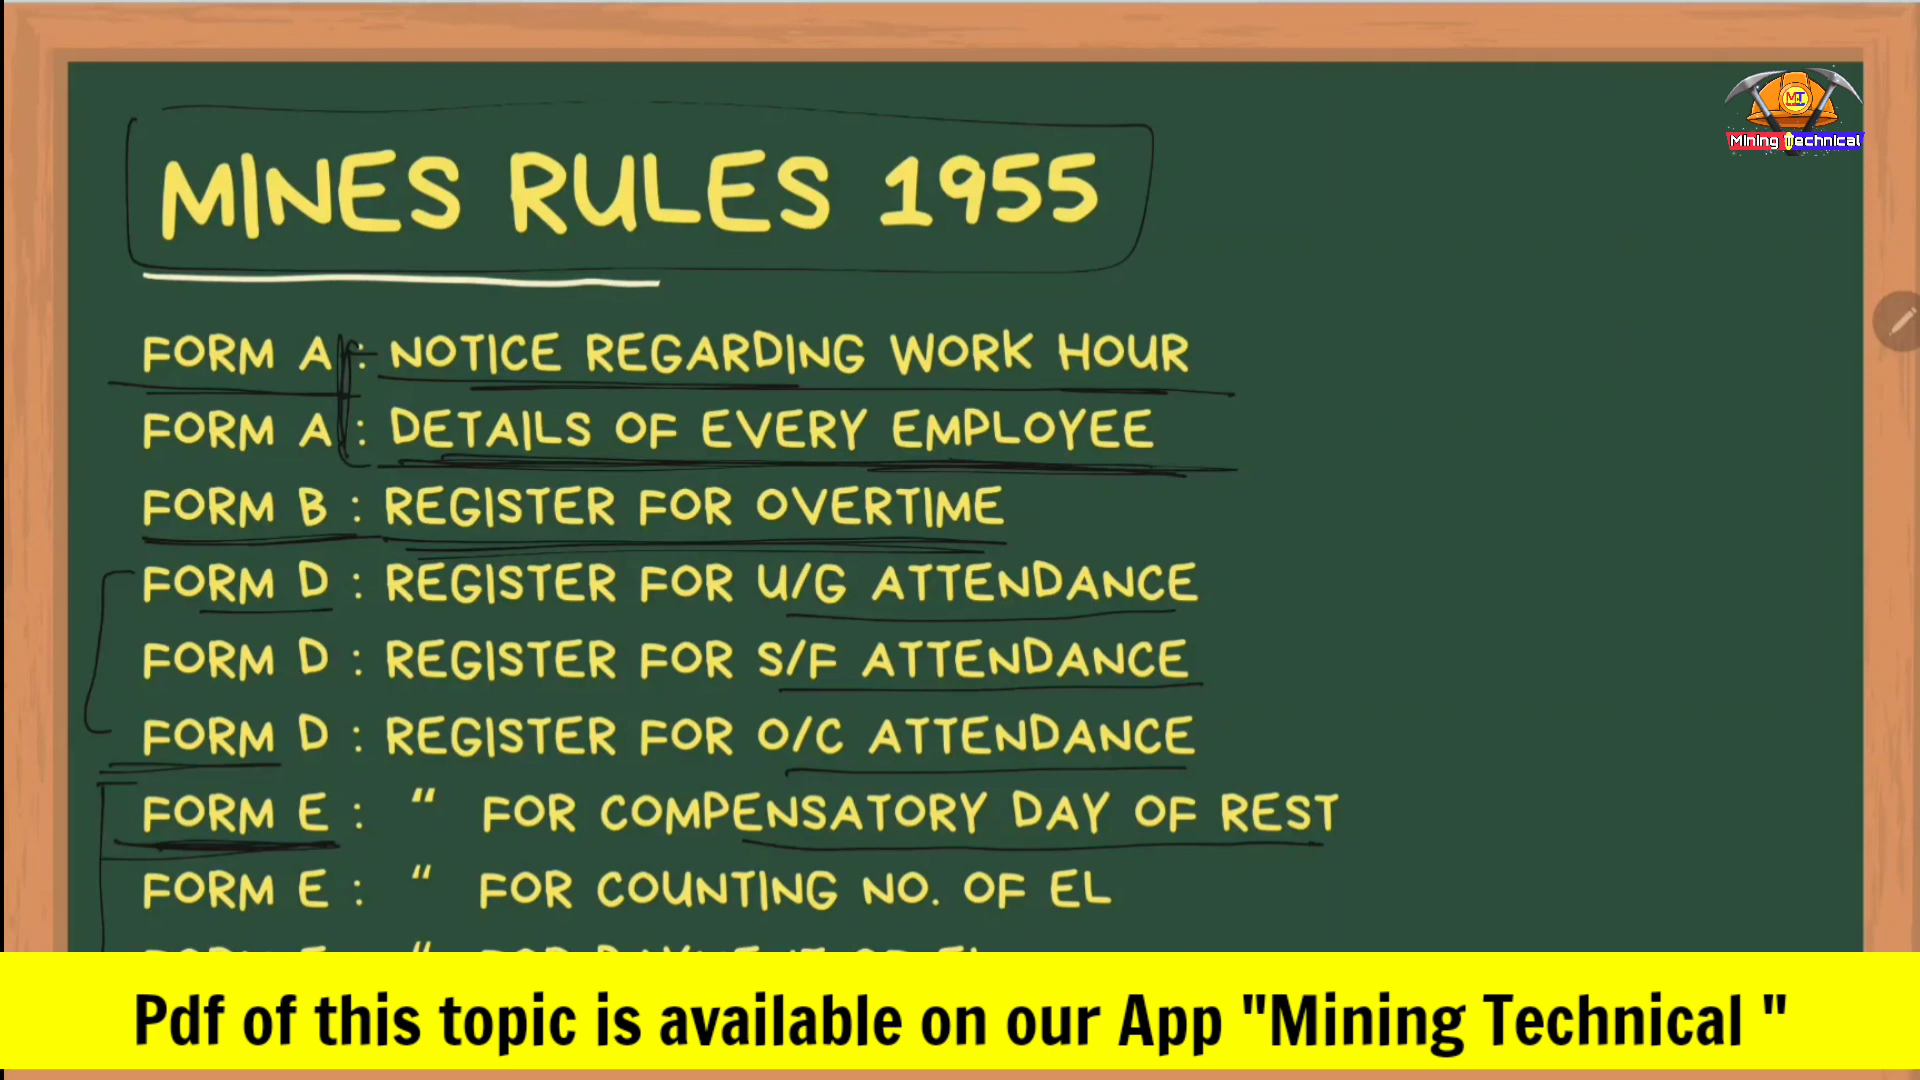 Mining Technical
MINES RULES 1955
FORM A : NOTICE REGARDING WORK HOUR
FORM A : DETAILS OF EVERY EMPLOYEE
FORM B : REGISTER FOR OVERTIME
FORM D : REGISTER FOR U/G ATTENDANCE
FORM D : REGISTER FOR S/F ATTENDANCE
FORM D : REGISTER FOR O/C ATTENDANCE
FORM E : “ FOR COMPENSATORY DAY OF REST
FORM E : “ FOR COUNTING NO. OF EL
Pdf of this topic is available on our App "Mining Technical "